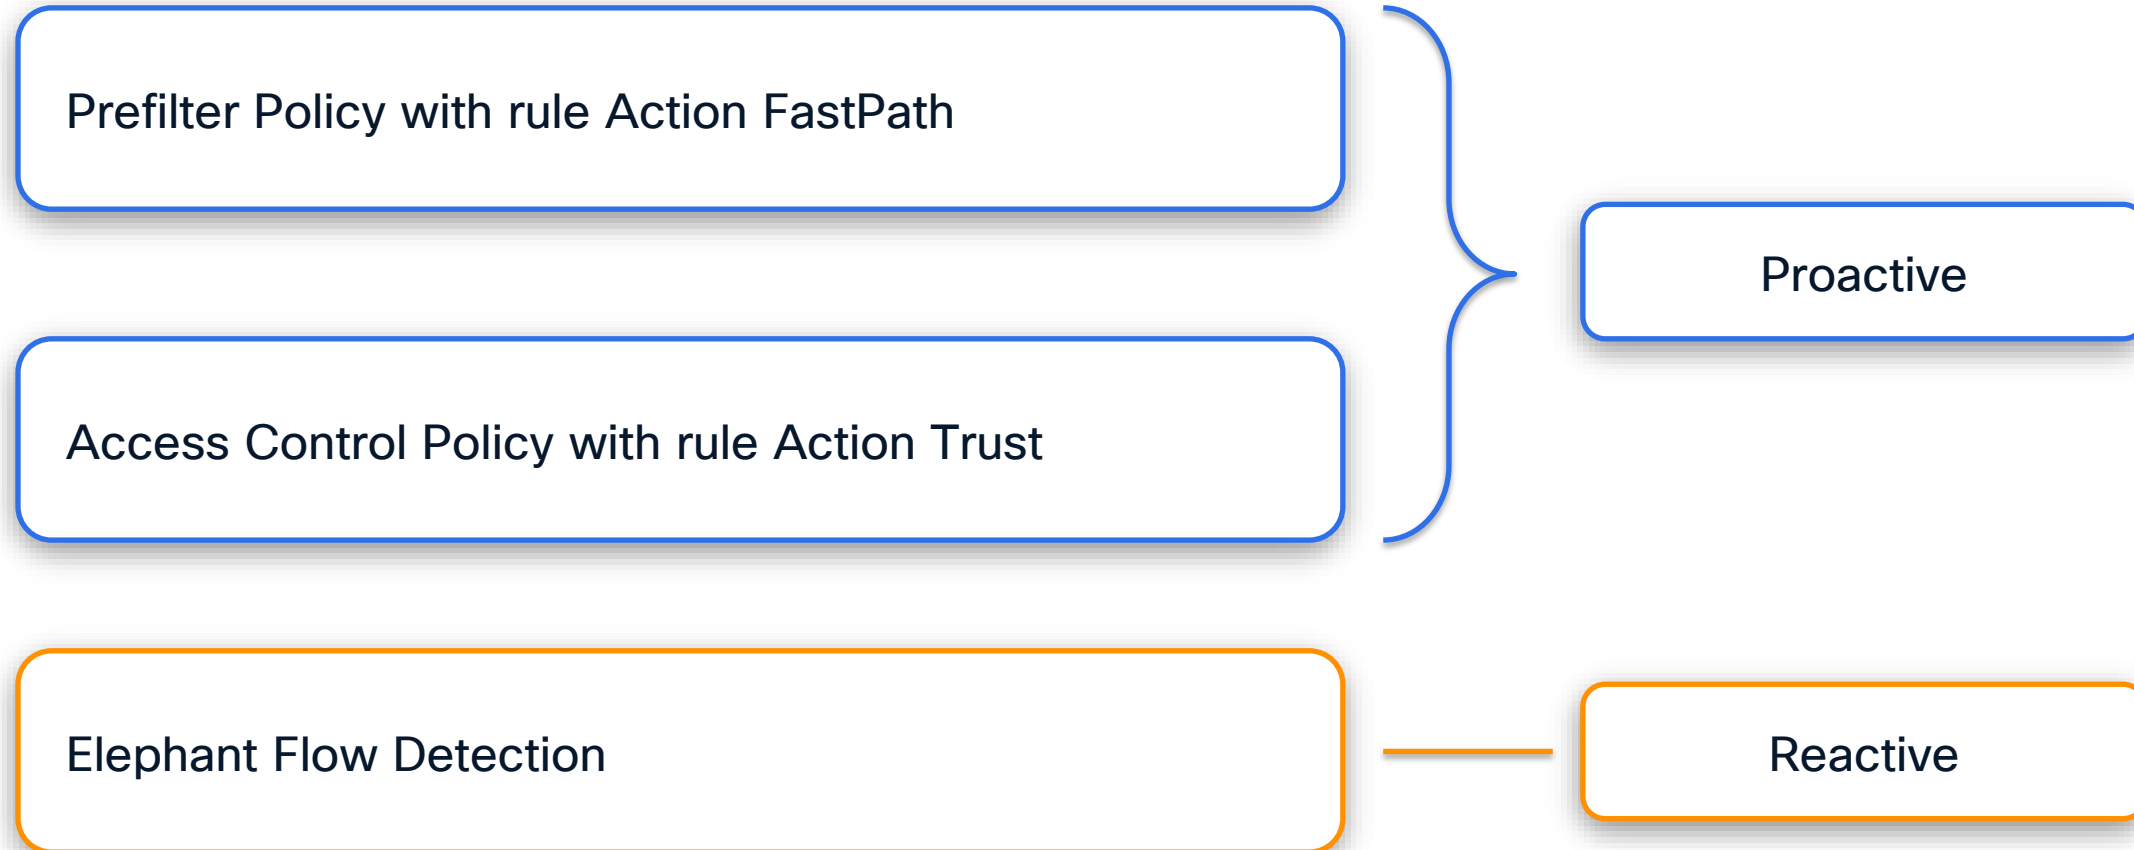 Prefilter Policy with rule Action FastPath
Proactive
Access Control Policy with rule Action Trust
Elephant Flow Detection
Reactive